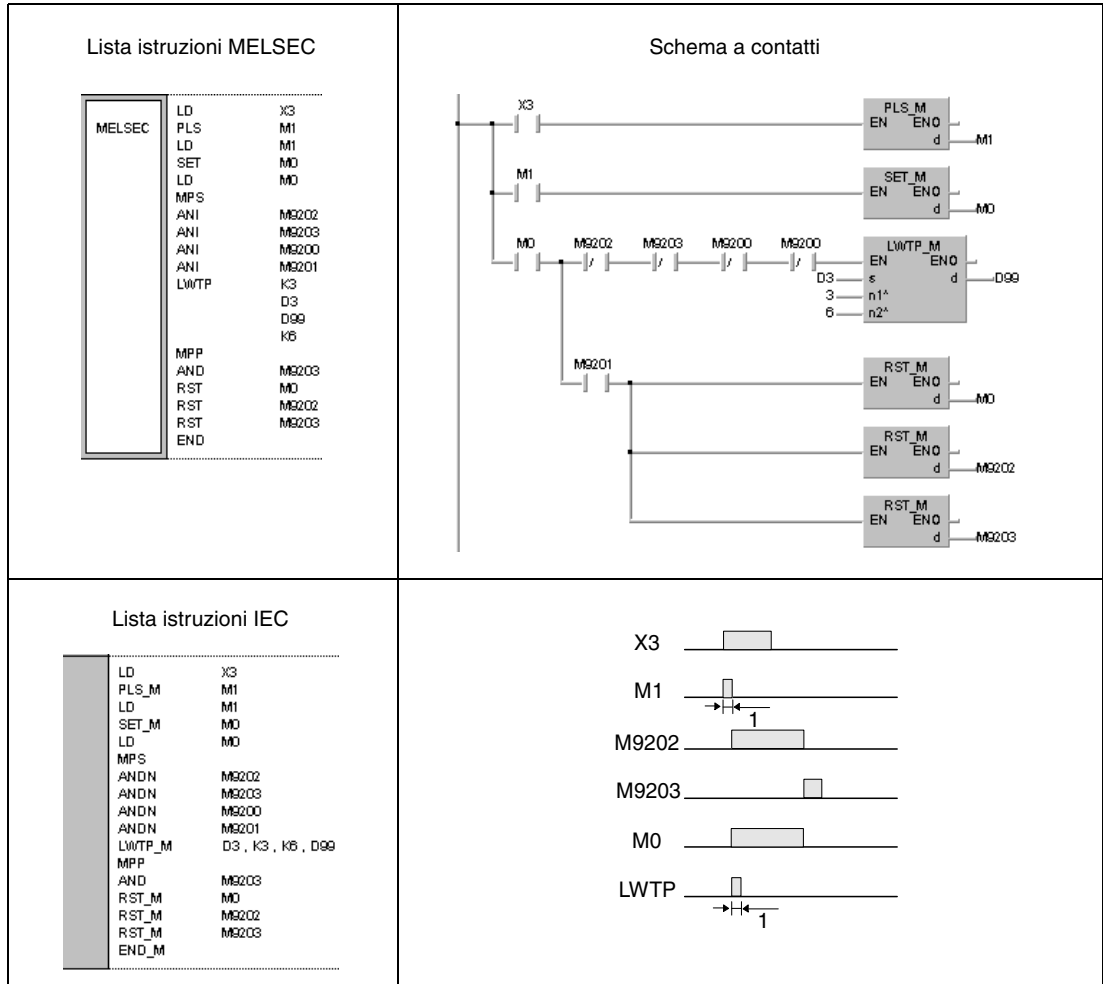 Lista istruzioni MELSEC
MELSEC
LD X3
PLS M1
LD M1
SET M0
LD M0
MPS
ANI M9202
ANI M9203
ANI M9200
ANI M9201
LWTP K3
D3
D99
K6
MPP
AND M9203
RST M0
RST M9202
RST M9203
END
Schema a contatti
X3
PLS_M
EN ENO
d M1
M1
SET_M
EN ENO
d M0
M0 M9202 M9203 M9200 M9200
LWTP_M
EN ENO
D3 s d D99
3 n1^
6 n2^
M9201
RST_M
EN ENO
d M0
RST_M
EN ENO
d M9202
RST_M
EN ENO
d M9203
Lista istruzioni IEC
LD X3
PLS_M M1
LD M1
SET_M M0
LD M0
MPS
ANDN M9202
ANDN M9203
ANDN M9200
ANDN M9201
LWTP_M D3 , K3 , K6 , D99
MPP
AND M9203
RST_M M0
RST_M M9202
RST_M M9203
END_M
X3
M1
1
M9202
M9203
M0
LWTP
1